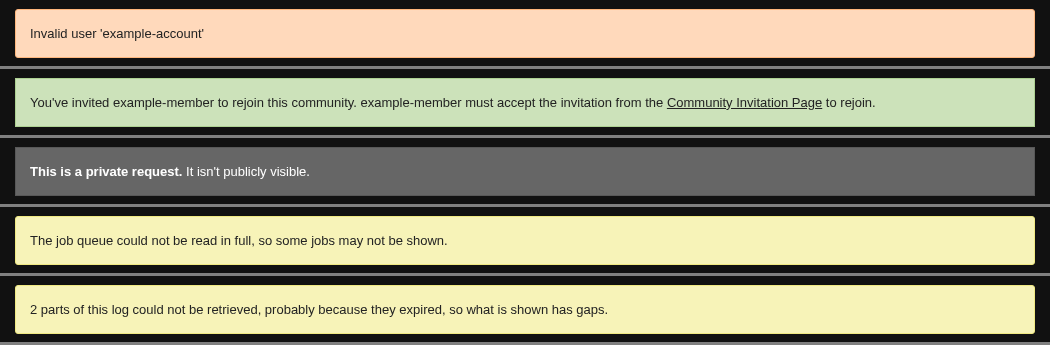 Invalid user 'example-account'
You've invited example-member to rejoin this community. example-member must accept the invitation from the Community Invitation Page to rejoin.
This is a private request. It isn't publicly visible.
The job queue could not be read in full, so some jobs may not be shown.
2 parts of this log could not be retrieved, probably because they expired, so what is shown has gaps.